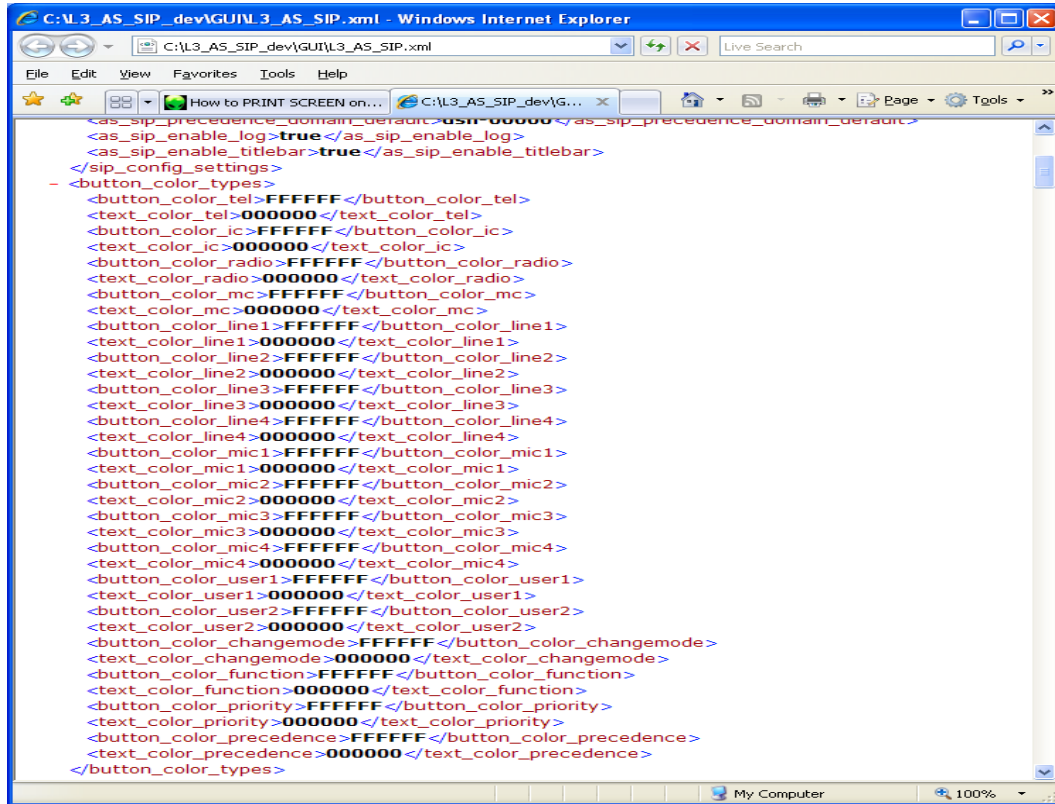 C:\L3_AS_SIP_dev\GUI\L3_AS_SIP.xml - Windows Internet Explorer
C:\L3_AS_SIP_dev\GUI\L3_AS_SIP.xml
Live Search
File Edit View Favorites Tools Help
How to PRINT SCREEN on...
C:\L3_AS_SIP_dev\G...
Page
Tools
»
<as_sip_precedence_domain_default>dsn-00000</as_sip_precedence_domain_default>
<as_sip_enable_log>true</as_sip_enable_log>
<as_sip_enable_titlebar>true</as_sip_enable_titlebar>
</sip_config_settings>
- <button_color_types>
<button_color_tel>FFFFFF</button_color_tel>
<text_color_tel>000000</text_color_tel>
<button_color_ic>FFFFFF</button_color_ic>
<text_color_ic>000000</text_color_ic>
<button_color_radio>FFFFFF</button_color_radio>
<text_color_radio>000000</text_color_radio>
<button_color_mc>FFFFFF</button_color_mc>
<text_color_mc>000000</text_color_mc>
<button_color_line1>FFFFFF</button_color_line1>
<text_color_line1>000000</text_color_line1>
<button_color_line2>FFFFFF</button_color_line2>
<text_color_line2>000000</text_color_line2>
<button_color_line3>FFFFFF</button_color_line3>
<text_color_line3>000000</text_color_line3>
<button_color_line4>FFFFFF</button_color_line4>
<text_color_line4>000000</text_color_line4>
<button_color_mic1>FFFFFF</button_color_mic1>
<text_color_mic1>000000</text_color_mic1>
<button_color_mic2>FFFFFF</button_color_mic2>
<text_color_mic2>000000</text_color_mic2>
<button_color_mic3>FFFFFF</button_color_mic3>
<text_color_mic3>000000</text_color_mic3>
<button_color_mic4>FFFFFF</button_color_mic4>
<text_color_mic4>000000</text_color_mic4>
<button_color_user1>FFFFFF</button_color_user1>
<text_color_user1>000000</text_color_user1>
<button_color_user2>FFFFFF</button_color_user2>
<text_color_user2>000000</text_color_user2>
<button_color_changemode>FFFFFF</button_color_changemode>
<text_color_changemode>000000</text_color_changemode>
<button_color_function>FFFFFF</button_color_function>
<text_color_function>000000</text_color_function>
<button_color_priority>FFFFFF</button_color_priority>
<text_color_priority>000000</text_color_priority>
<button_color_precedence>FFFFFF</button_color_precedence>
<text_color_precedence>000000</text_color_precedence>
</button_color_types>
My Computer
100%